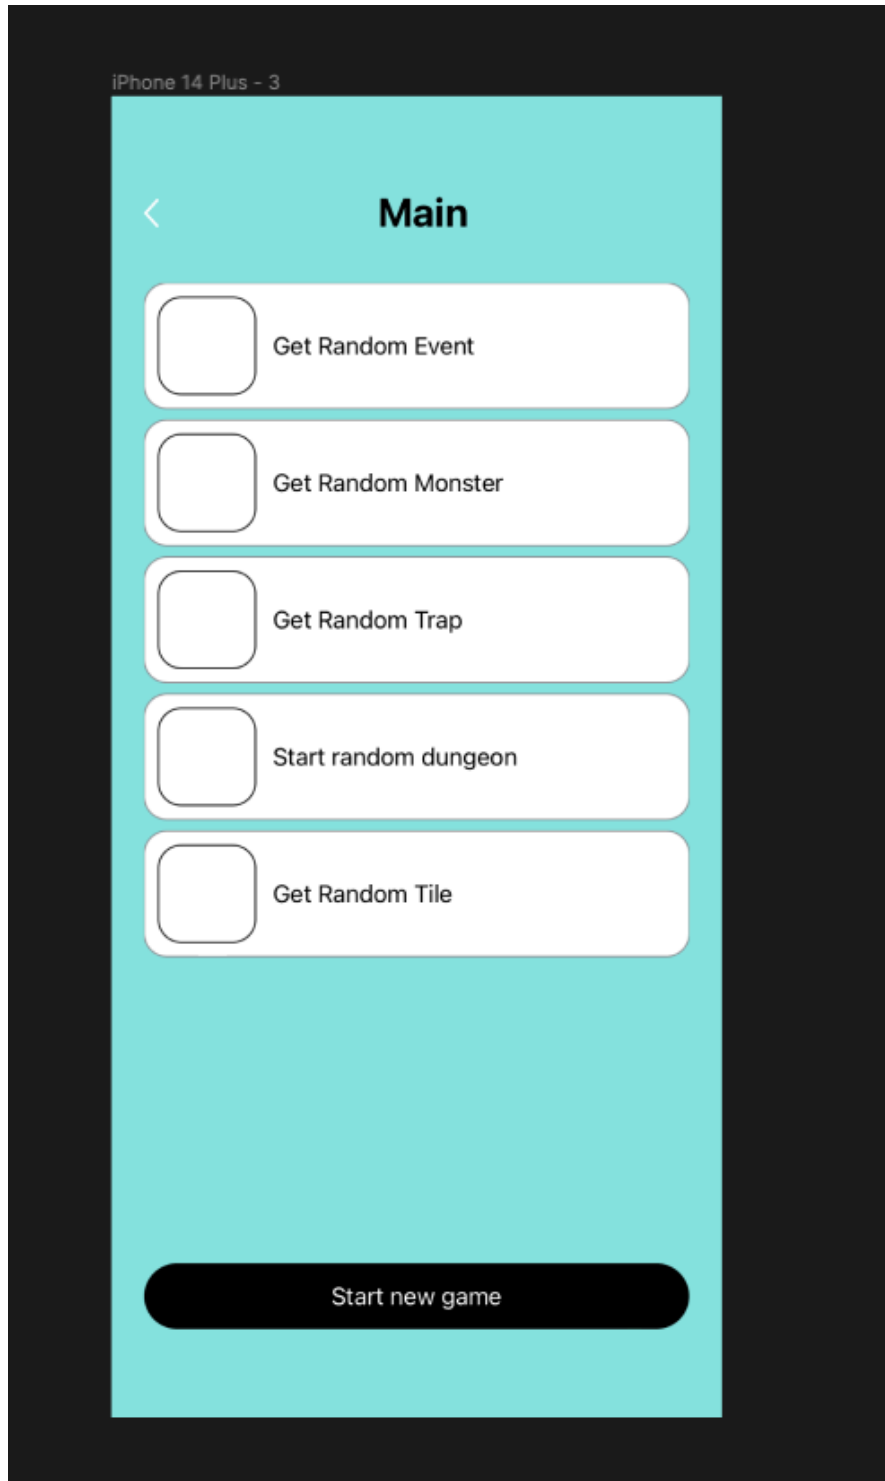 iPhone 14 Plus - 3
Main
Get Random Event
Get Random Monster
Get Random Trap
Start random dungeon
Get Random Tile
Start new game